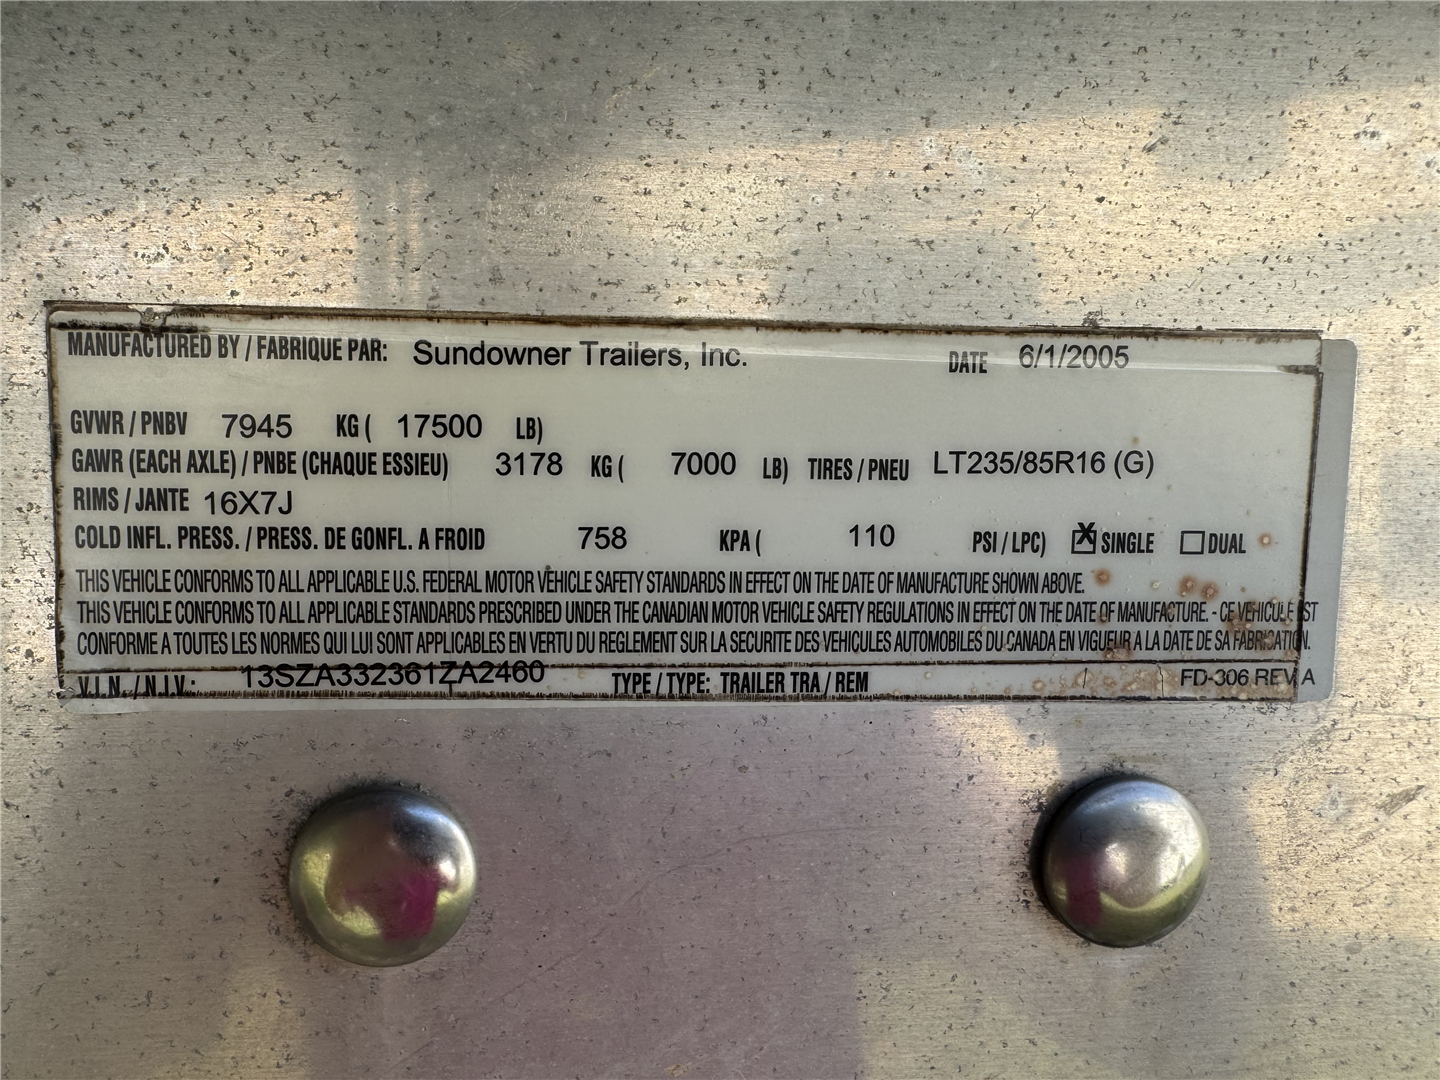 MANUFACTURED BY / FABRIQUE PAR: Sundowner Trailers, Inc. DATE 6/1/2005
GVWR / PNBV 7945 KG ( 17500 LB)
GAWR (EACH AXLE) / PNBE (CHAQUE ESSIEU) 3178 KG ( 7000 LB) TIRES / PNEU LT235/85R16 (G)
RIMS / JANTE 16X7J
COLD INFL. PRESS. / PRESS. DE GONFL. A FROID 758 KPA ( 110 PSI / LPC) X SINGLE DUAL
THIS VEHICLE CONFORMS TO ALL APPLICABLE U.S. FEDERAL MOTOR VEHICLE SAFETY STANDARDS IN EFFECT ON THE DATE OF MANUFACTURE SHOWN ABOVE.
THIS VEHICLE CONFORMS TO ALL APPLICABLE STANDARDS PRESCRIBED UNDER THE CANADIAN MOTOR VEHICLE SAFETY REGULATIONS IN EFFECT ON THE DATE OF MANUFACTURE. - CE VEHICULE EST
CONFORME A TOUTES LES NORMES QUI LUI SONT APPLICABLES EN VERTU DU REGLEMENT SUR LA SECURITE DES VEHICULES AUTOMOBILES DU CANADA EN VIGUEUR A LA DATE DE SA FABRICATION.
V.I.N. / N.I.V.: 13SZA332361ZA2460 TYPE / TYPE: TRAILER TRA / REM FD-306 REV A